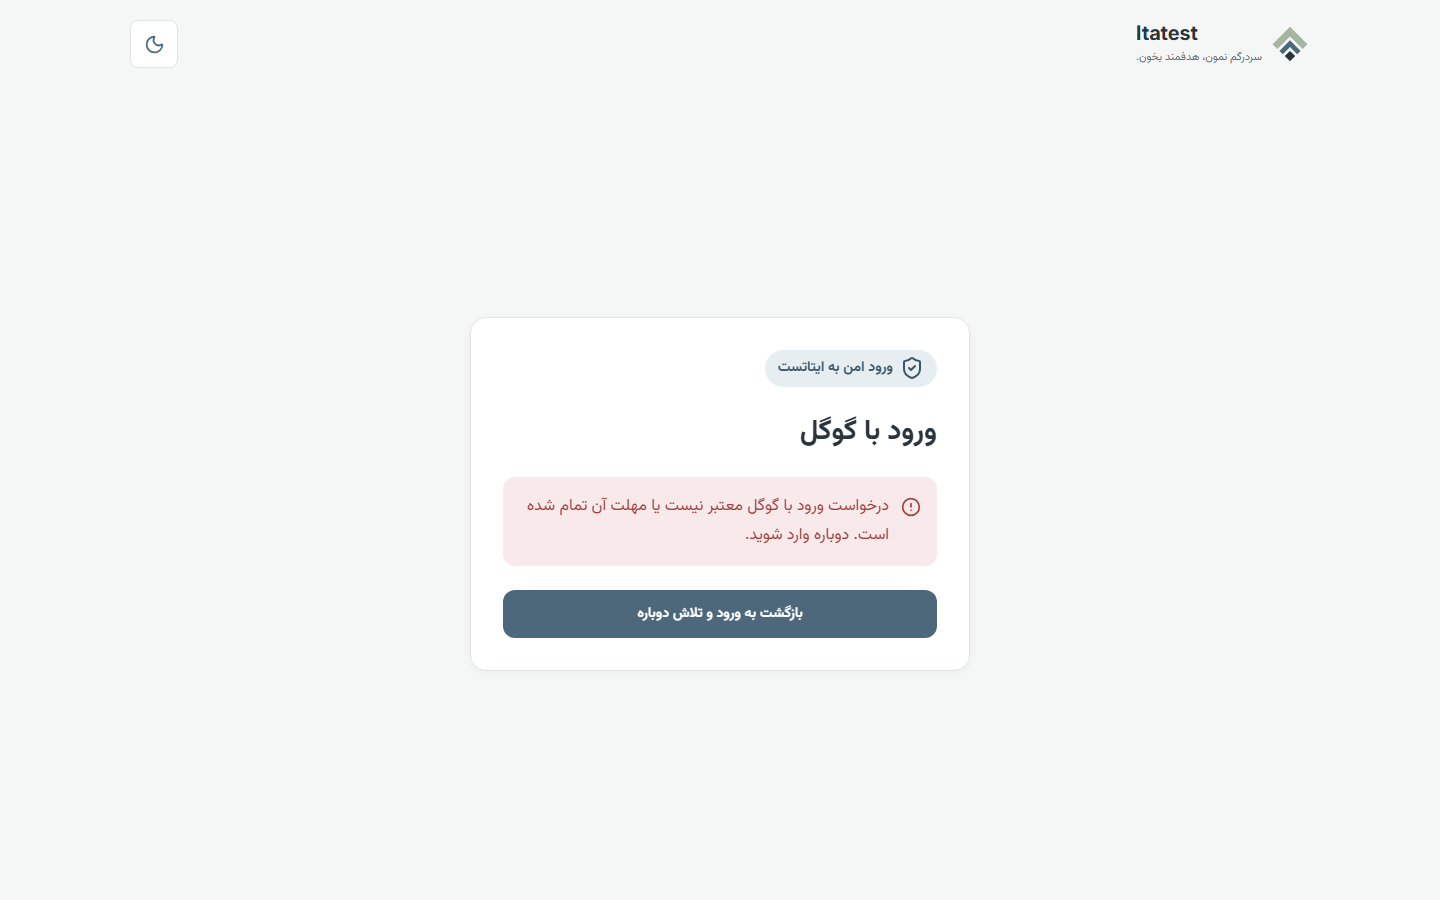 Itatest
سردرگم نمون، هدفمند بخون.
ورود امن به ایتاتست
ورود با گوگل
درخواست ورود با گوگل معتبر نیست یا مهلت آن تمام شده
است. دوباره وارد شوید.
بازگشت به ورود و تلاش دوباره